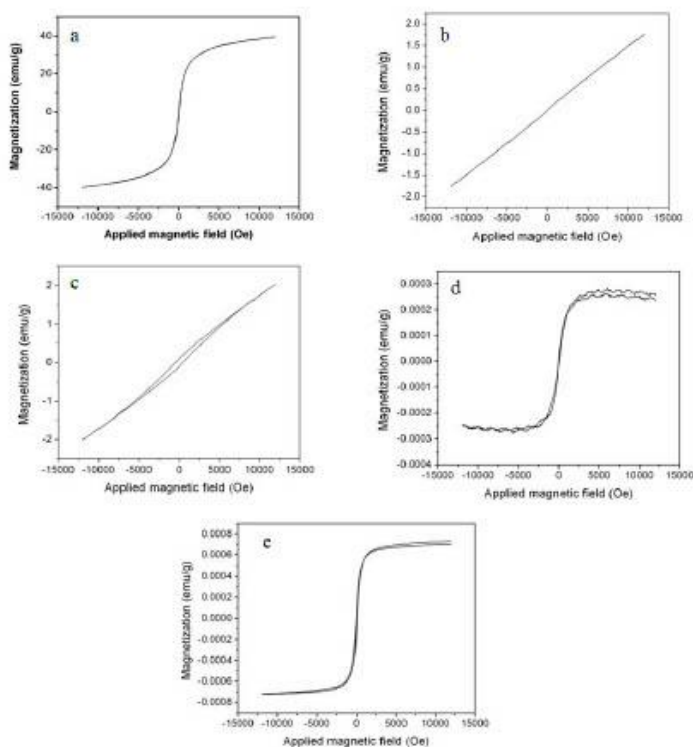 a
40
20
0
-20
-40
Magnetization (emu/g)
-15000 -10000 -5000 0 5000 10000 15000
Applied magnetic field (Oe)
b
2.0
1.5
1.0
0.5
0.0
-0.5
-1.0
-1.5
-2.0
Magnetization (emu/g)
-15000 -10000 -5000 0 5000 10000 15000
Applied magnetic field (Oe)
c
2
1
0
-1
-2
Magnetization (emu/g)
-15000 -10000 -5000 0 5000 10000 15000
Applied magnetic field (Oe)
d
0.0003
0.0002
0.0001
0.0000
-0.0001
-0.0002
-0.0003
-0.0004
Magnetization (emu/g)
-15000 -10000 -5000 0 5000 10000 15000
Applied magnetic field (Oe)
e
0.0008
0.0006
0.0004
0.0002
0.0000
-0.0002
-0.0004
-0.0006
-0.0008
Magnetization (emu/g)
-15000 -10000 -5000 0 5000 10000 15000
Applied magnetic field (Oe)